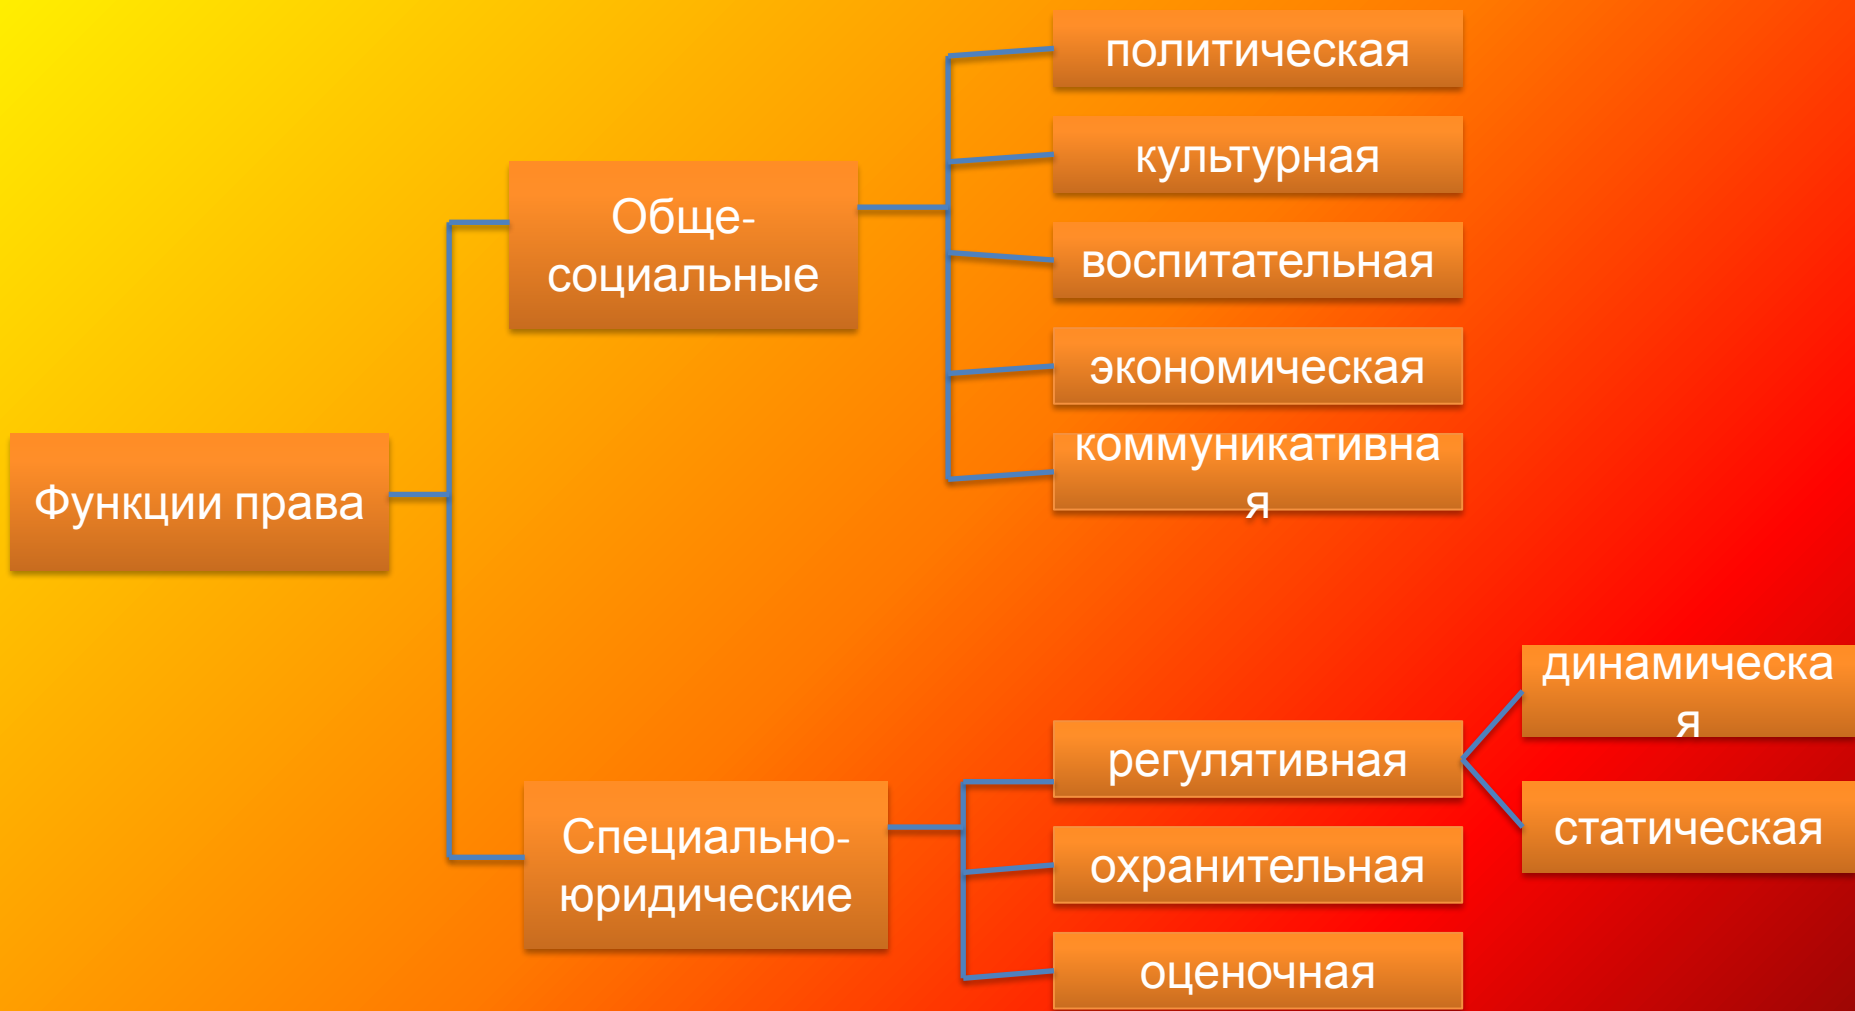 Функции права
Обще-
социальные
политическая
культурная
воспитательная
экономическая
коммуникативна
я
Специально-
юридические
регулятивная
динамическа
я
статическая
охранительная
оценочная